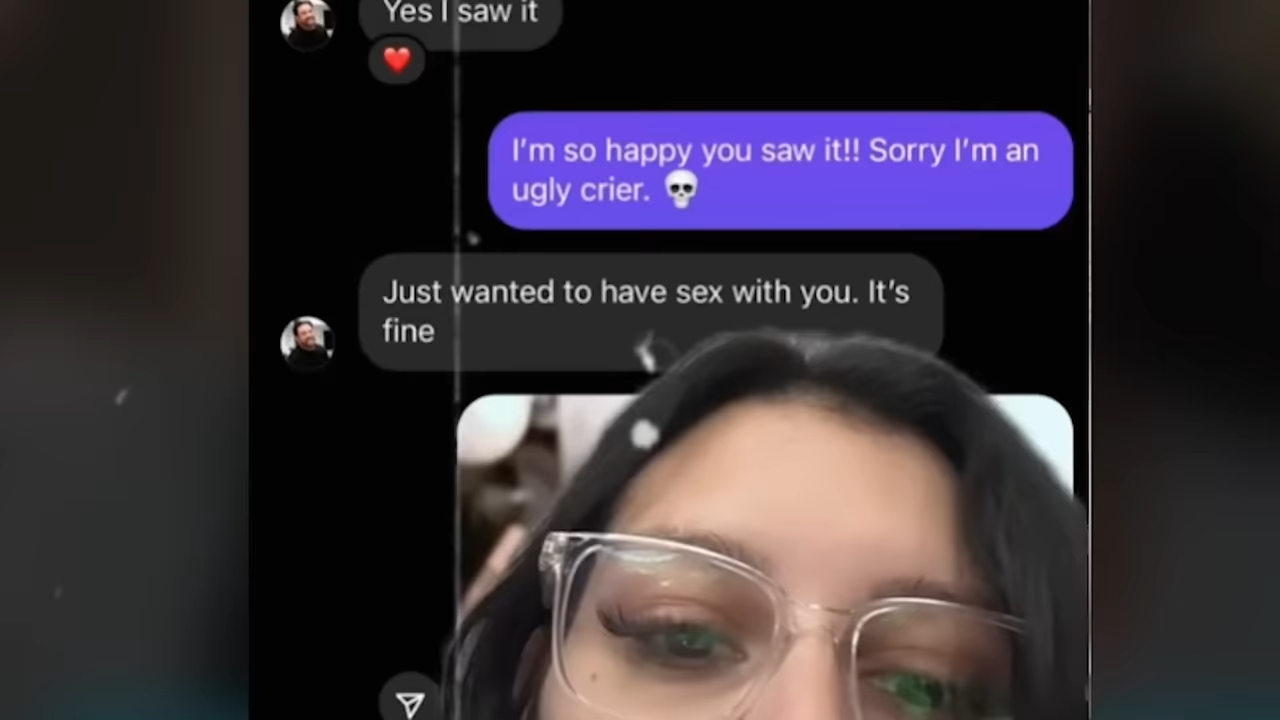 Yes I saw it
I'm so happy you saw it!! Sorry I'm an
ugly crier. 💀
Just wanted to have sex with you. It's
fine